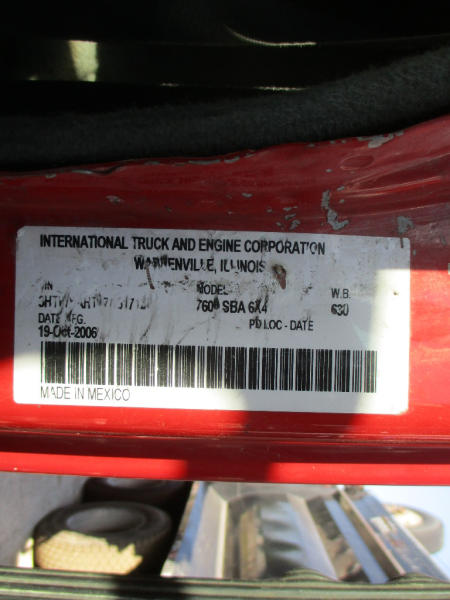 INTERNATIONAL TRUCK AND ENGINE CORPORATION
WARRENVILLE, ILLINOIS
MODEL W.B.
SBA 6X4 630
DATE MFG. PD LOC - DATE
19-Oct-2006
MADE IN MEXICO